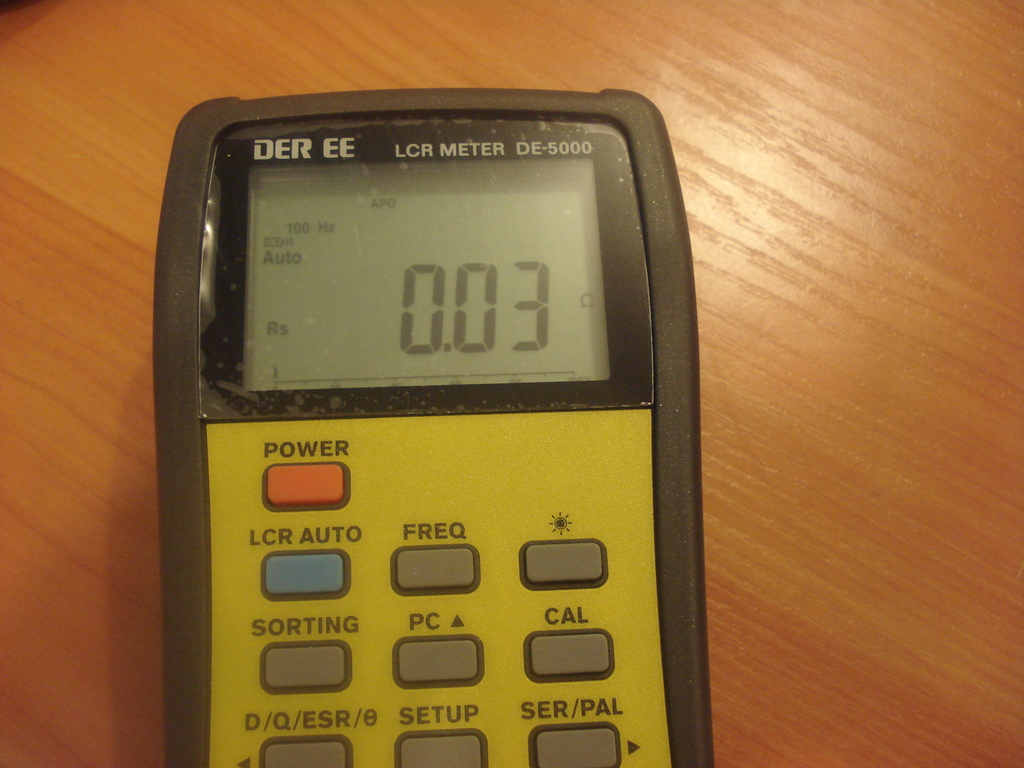 DER EE LCR METER DE-5000
APO
100 Hz
Auto
0.03 Ω
Rs
POWER
LCR AUTO FREQ
SORTING PC ▲ CAL
D/Q/ESR/θ SETUP SER/PAL